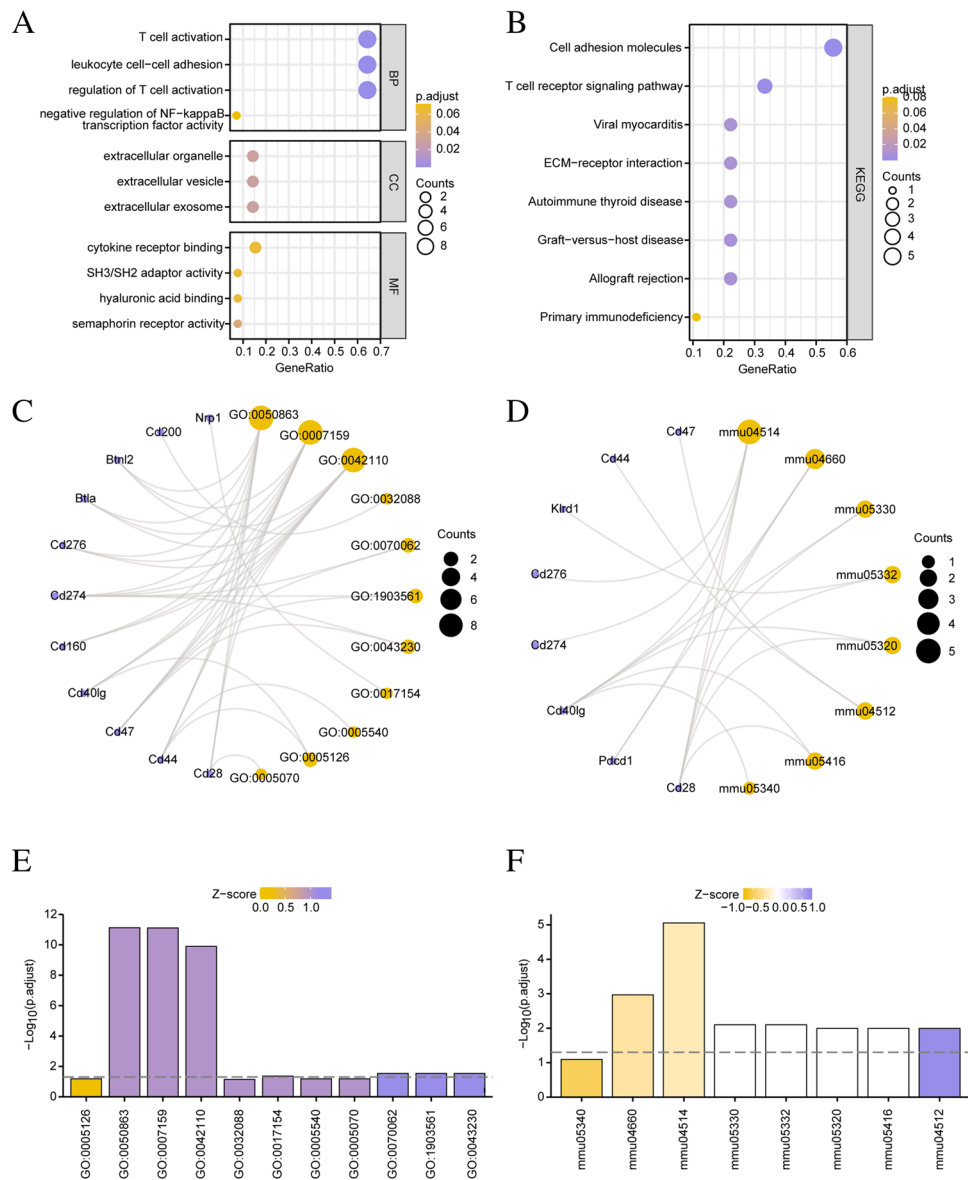 A
T cell activation
leukocyte cell−cell adhesion
regulation of T cell activation
negative regulation of NF−kappaB
transcription factor activity
BP
extracellular organelle
extracellular vesicle
extracellular exosome
CC
cytokine receptor binding
SH3/SH2 adaptor activity
hyaluronic acid binding
semaphorin receptor activity
MF
0.1 0.2 0.3 0.4 0.5 0.6 0.7
GeneRatio
p.adjust
0.06
0.04
0.02
Counts
2
4
6
8
B
Cell adhesion molecules
T cell receptor signaling pathway
Viral myocarditis
ECM−receptor interaction
Autoimmune thyroid disease
Graft−versus−host disease
Allograft rejection
Primary immunodeficiency
KEGG
0.1 0.2 0.3 0.4 0.5 0.6
GeneRatio
p.adjust
0.08
0.06
0.04
0.02
Counts
1
2
3
4
5
C
Nrp1
Cd200
Btnl2
Btla
Cd276
Cd274
Cd160
Cd40lg
Cd47
Cd44
Cd28
GO:0050863
GO:0007159
GO:0042110
GO:0032088
GO:0070062
GO:1903561
GO:0043230
GO:0017154
GO:0005540
GO:0005126
GO:0005070
Counts
2
4
6
8
D
Cd47
Cd44
Klrd1
Cd276
Cd274
Cd40lg
Pdcd1
Cd28
mmu04514
mmu04660
mmu05330
mmu05332
mmu05320
mmu04512
mmu05416
mmu05340
Counts
1
2
3
4
5
E
Z−score
0.0 0.5 1.0
−Log10(p.adjust)
12
10
8
6
4
2
0
GO:0005126
GO:0050863
GO:0007159
GO:0042110
GO:0032088
GO:0017154
GO:0005540
GO:0005070
GO:0070062
GO:1903561
GO:0043230
F
Z−score
−1.0−0.5 0.00.51.0
−Log10(p.adjust)
5
4
3
2
1
0
mmu05340
mmu04660
mmu04514
mmu05330
mmu05332
mmu05320
mmu05416
mmu04512